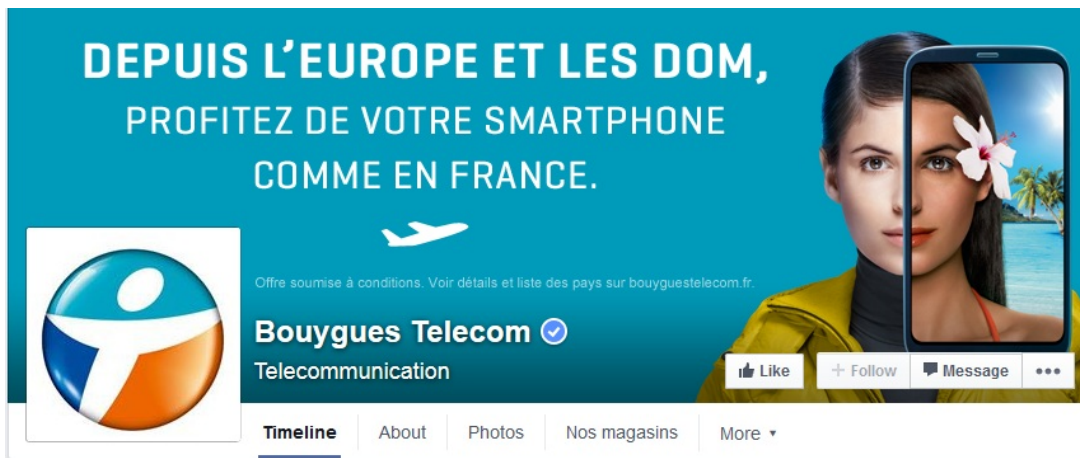 DEPUIS L'EUROPE ET LES DOM,
PROFITEZ DE VOTRE SMARTPHONE
COMME EN FRANCE.
Offre soumise à conditions. Voir détails et liste des pays sur bouyguestelecom.fr.
Bouygues Telecom
Telecommunication
Like
+ Follow
Message
Timeline
About
Photos
Nos magasins
More